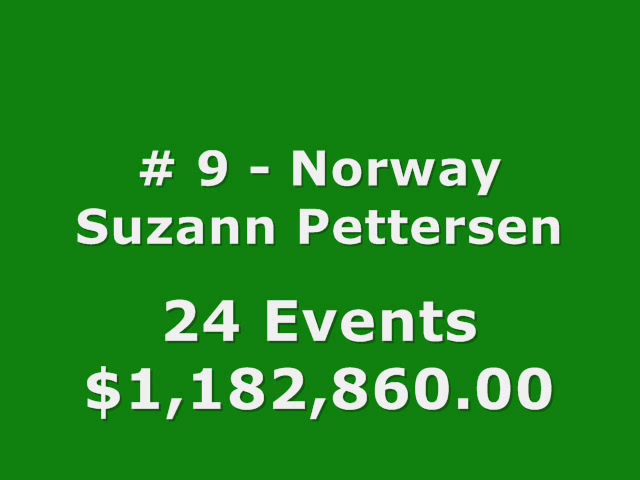 # 9 - Norway
Suzann Pettersen
24 Events
$1,182,860.00